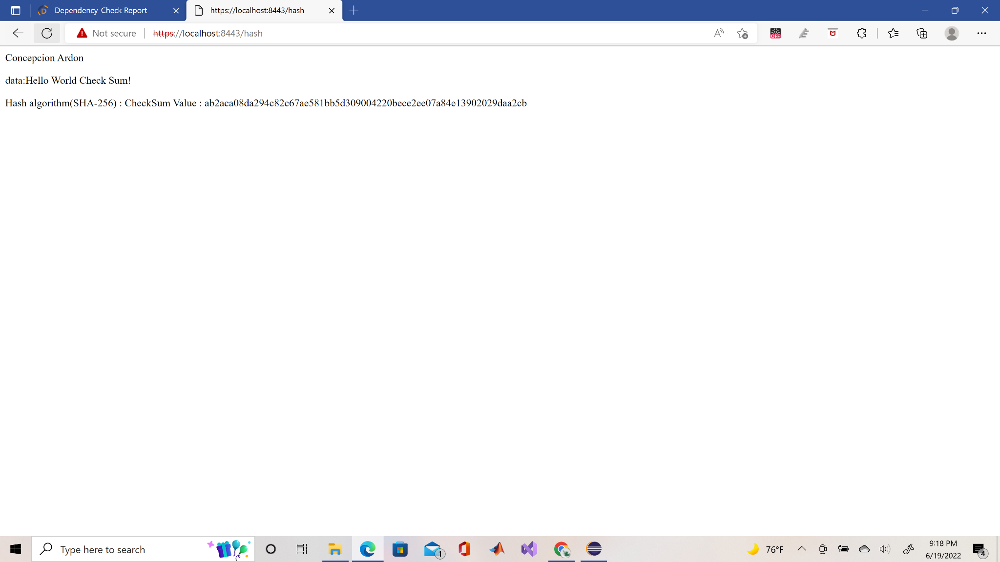 Dependency-Check Report
https://localhost:8443/hash
Not secure
https://localhost:8443/hash
OFF
Concepcion Ardon
data:Hello World Check Sum!
Hash algorithm(SHA-256) : CheckSum Value :
Type here to search
1
76°F
9:18 PM
6/19/2022
4